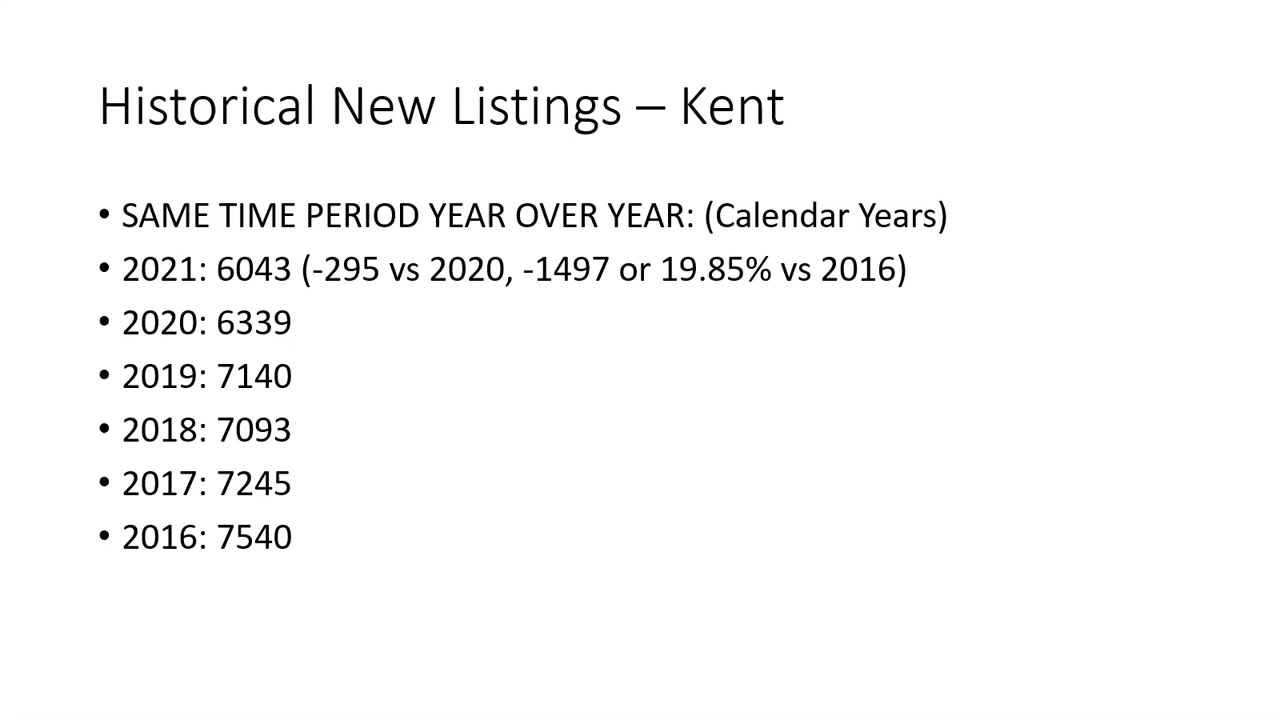 Historical New Listings – Kent
• SAME TIME PERIOD YEAR OVER YEAR: (Calendar Years)
• 2021: 6043 (-295 vs 2020, -1497 or 19.85% vs 2016)
• 2020: 6339
• 2019: 7140
• 2018: 7093
• 2017: 7245
• 2016: 7540